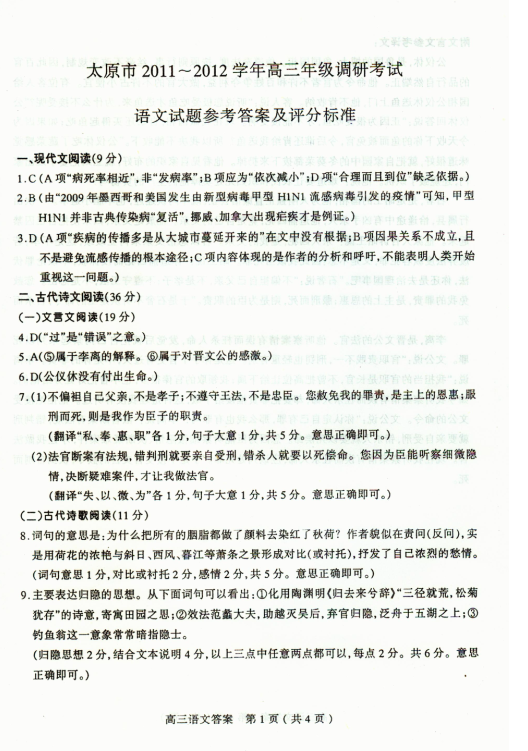 太原市 2011～2012 学年高三年级调研考试
语文试题参考答案及评分标准
一、现代文阅读(9分)
1.C(A项“病死率相近”,非“发病率”;B项应为“依次减小”;D项“合理而且到位”缺乏依据。)
2.B(由“2009年墨西哥和美国发生由新型病毒甲型H1N1流感病毒引发的疫情”可知,甲型
H1N1并非古典传染病“复活”,挪威、加拿大出现疟疾才是例证。)
3.D(A项“疾病的传播多是从大城市蔓延开来的”在文中没有根据;B项因果关系不成立,且
不是避免流感传播的根本途径;C项内容体现的是作者的分析和呼吁,不能表明人类开始
重视这一问题。)
二、古代诗文阅读(36分)
(一)文言文阅读(19分)
4.D(“过”是“错误”之意。)
5.A(⑤属于李离的解释。⑥属于对晋文公的感激。)
6.D(公仪休没有付出生命。)
7.(1)不偏袒自己父亲,不是孝子;不遵守王法,不是忠臣。您赦免我的罪责,是主上的恩惠;服
刑而死,则是我作为臣子的职责。
(翻译“私、奉、惠、职”各1分,句子大意1分,共5分。意思正确即可。)
(2)法官断案有法规,错判刑就要亲自受刑,错杀人就要以死偿命。您因为臣能听察细微隐
情,决断疑难案件,才让我做法官。
(翻译“失、以、微、为”各1分,句子大意1分,共5分。意思正确即可。)
(二)古代诗歌阅读(11分)
8.词句的意思是:为什么把所有的胭脂都做了颜料去染红了秋荷？作者貌似在责问(反问),实
是用荷花的浓艳与斜日、西风、暮江等萧条之景形成对比(或衬托),抒发了自己浓烈的愁情。
(词句意思1分,对比或衬托2分,感情2分,共5分。意思正确即可。)
9.主要表达归隐的思想。从下面词句可以看出:①化用陶渊明《归去来兮辞》“三径就荒,松菊
犹存”的诗意,寄寓田园之思;②效法范蠡大夫,助越灭吴后,弃官归隐,泛舟于五湖之上;③
钓鱼翁这一意象常常暗指隐士。
(归隐思想2分,结合文本说明4分,以上三点中任意两点都可以,每点2分。共6分。意思
正确即可。)
高三语文答案 第1页(共4页)